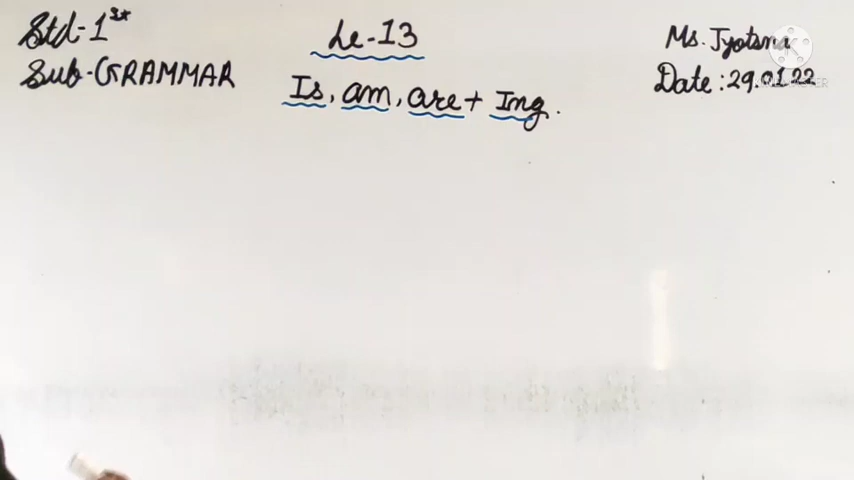 Std-1st
Sub-GRAMMAR
Le-13
Is, am, are + Ing.
Ms. Jyotsna
Date : 29.01.22